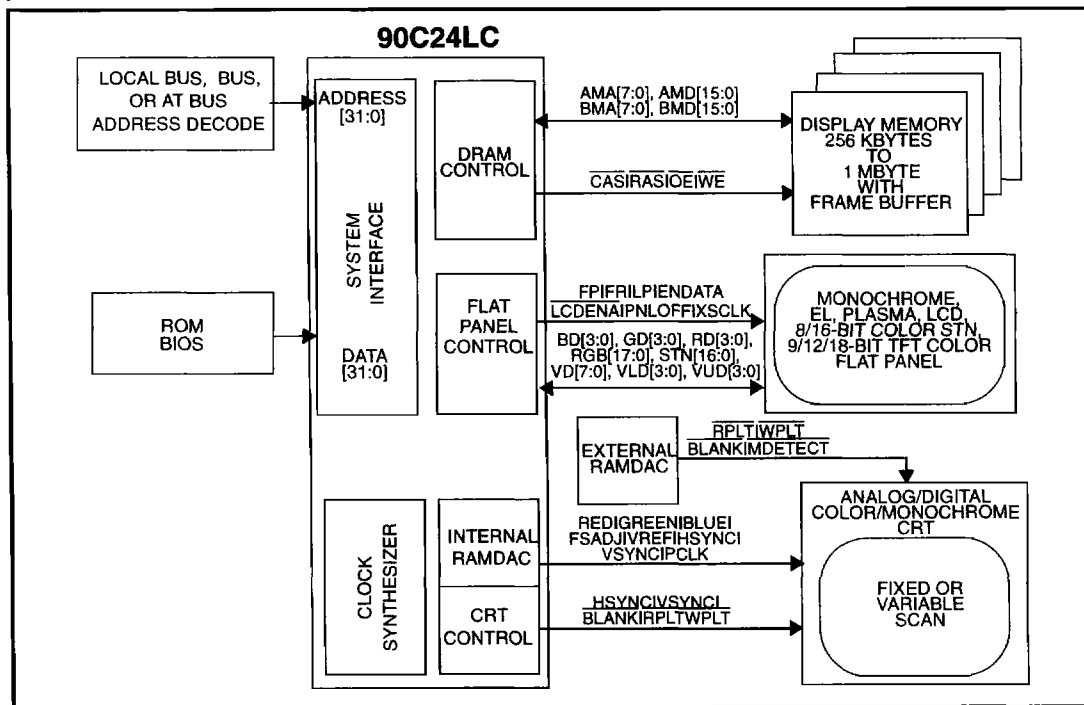 90C24LC
LOCAL BUS, BUS,
OR AT BUS
ADDRESS DECODE
ADDRESS
[31:0]
SYSTEM
INTERFACE
DATA
[31:0]
ROM
BIOS
DRAM
CONTROL
AMA[7:0], AMD[15:0]
BMA[7:0], BMD[15:0]
CASIRASIOEIWE
DISPLAY MEMORY
256 KBYTES
TO
1 MBYTE
WITH
FRAME BUFFER
FLAT
PANEL
CONTROL
FPIFRILPIENDATA
LCDENAIPNLOFFIXSCLK
BD[3:0], GD[3:0], RD[3:0],
RGB[17:0], STN[16:0],
VD[7:0], VLD[3:0], VUD[3:0]
MONOCHROME,
EL, PLASMA, LCD,
8/16-BIT COLOR STN,
9/12/18-BIT TFT COLOR
FLAT PANEL
EXTERNAL
RAMDAC
RPLTIWPLT
BLANKIMDETECT
CLOCK
SYNTHESIZER
INTERNAL
RAMDAC
REDIGREENIBLUEI
FSADJIVREFIHSYNCI
VSYNCIPCLK
CRT
CONTROL
HSYNCIVSYNCI
BLANKIRPLTWPLT
ANALOG/DIGITAL
COLOR/MONOCHROME
CRT
FIXED OR
VARIABLE
SCAN